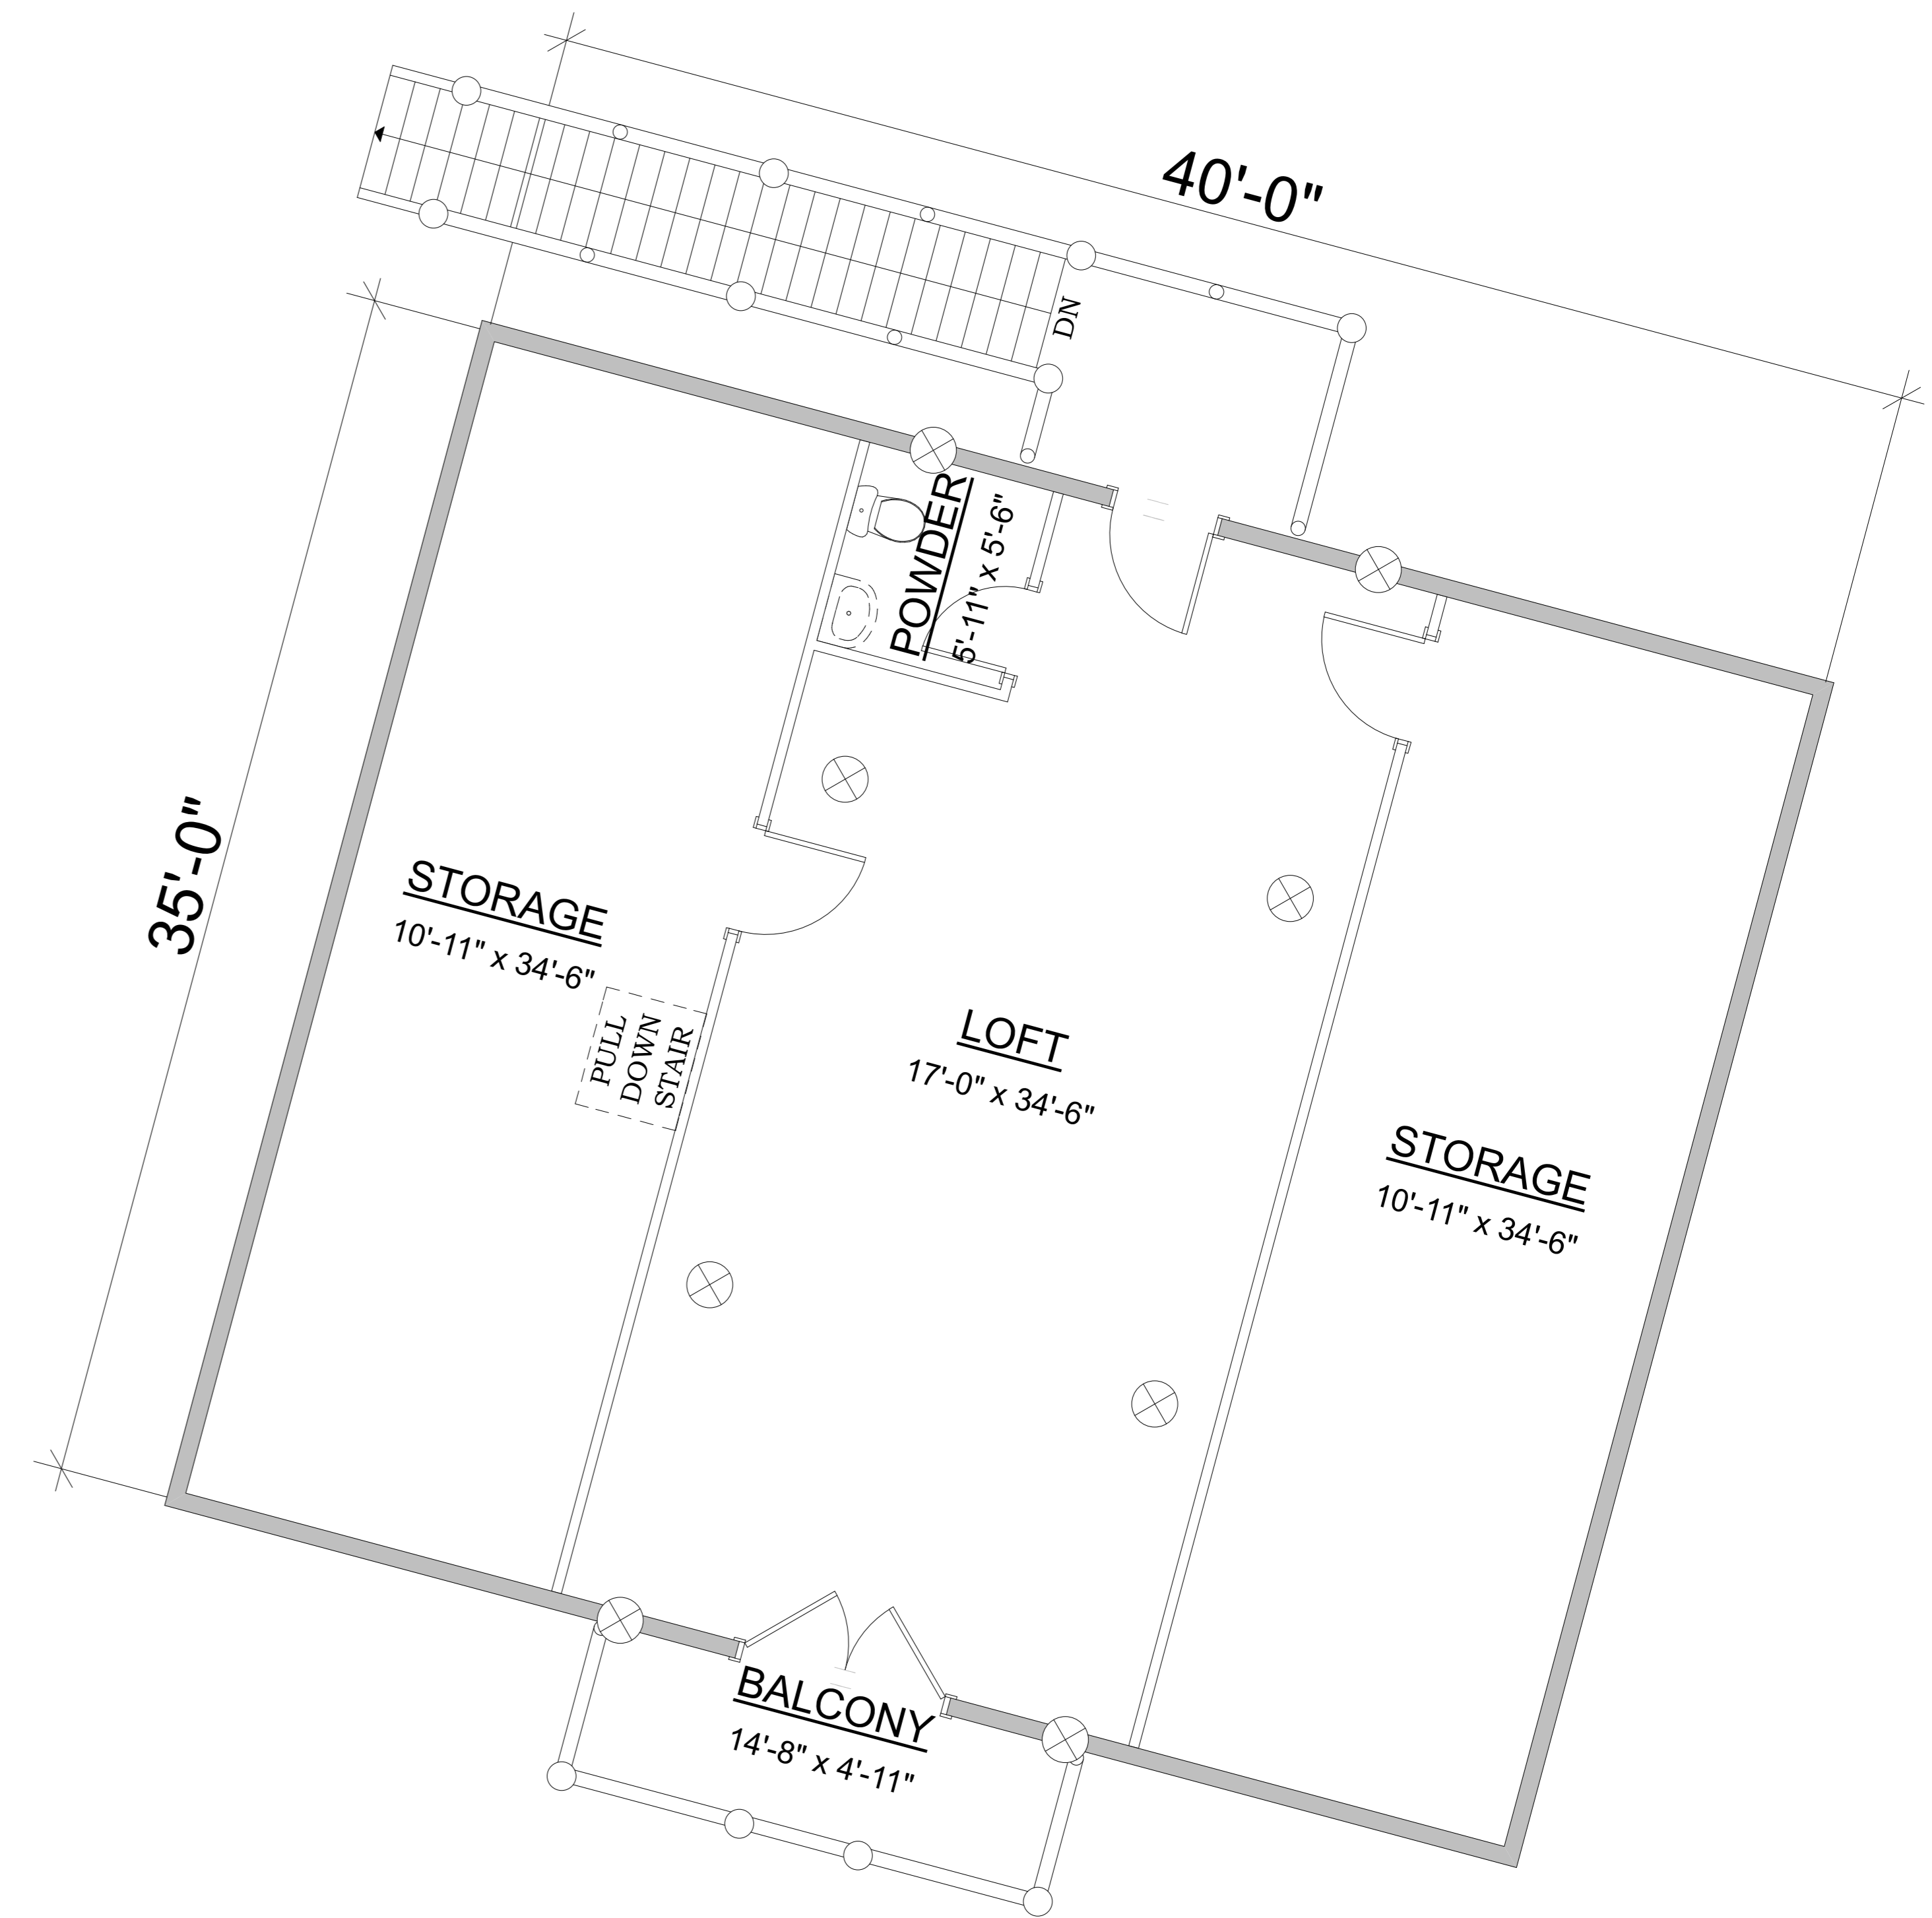 40'-0"
DN
POWDER
5'-11" x 5'-6"
35'-0"
STORAGE
10'-11" x 34'-6"
PULL
DOWN
STAIR
LOFT
17'-0" x 34'-6"
STORAGE
10'-11" x 34'-6"
BALCONY
14'-8" x 4'-11"